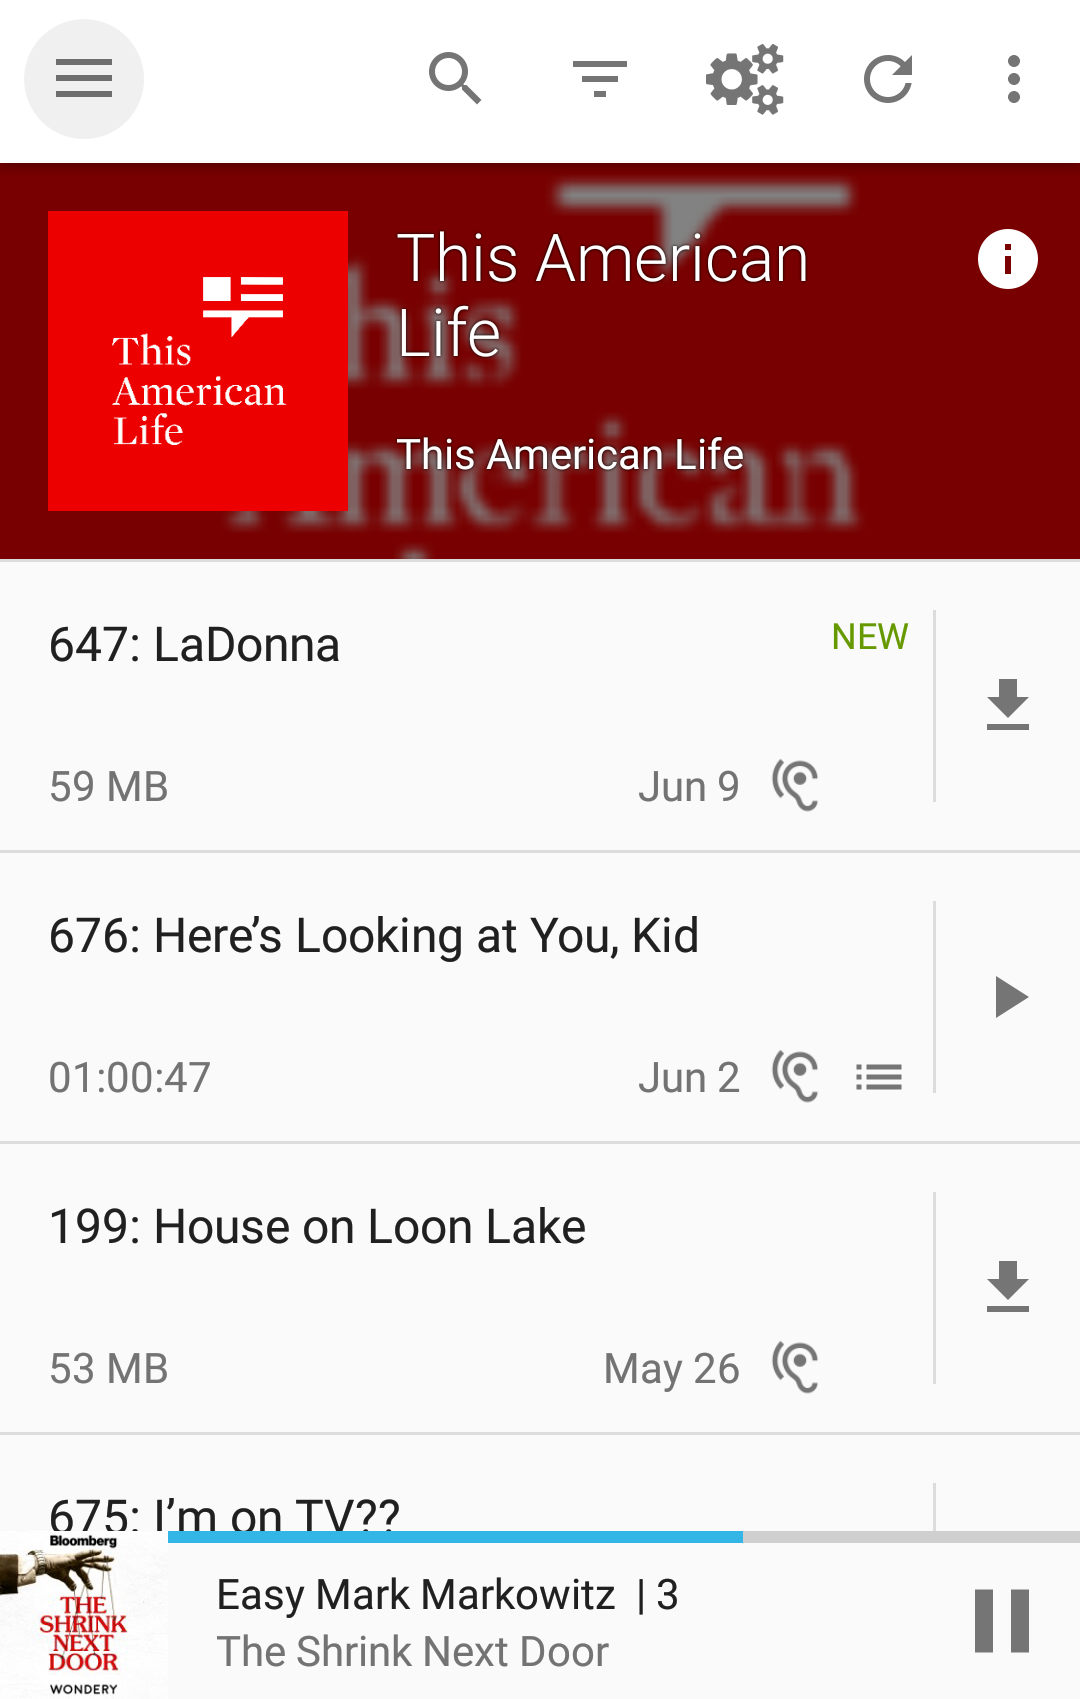 This
American
Life
This American
Life
This American Life
647: LaDonna
NEW
59 MB
Jun 9
676: Here’s Looking at You, Kid
01:00:47
Jun 2
199: House on Loon Lake
53 MB
May 26
675: I’m on TV??
Bloomberg
THE
SHRINK
NEXT
DOOR
WONDERY
Easy Mark Markowitz | 3
The Shrink Next Door